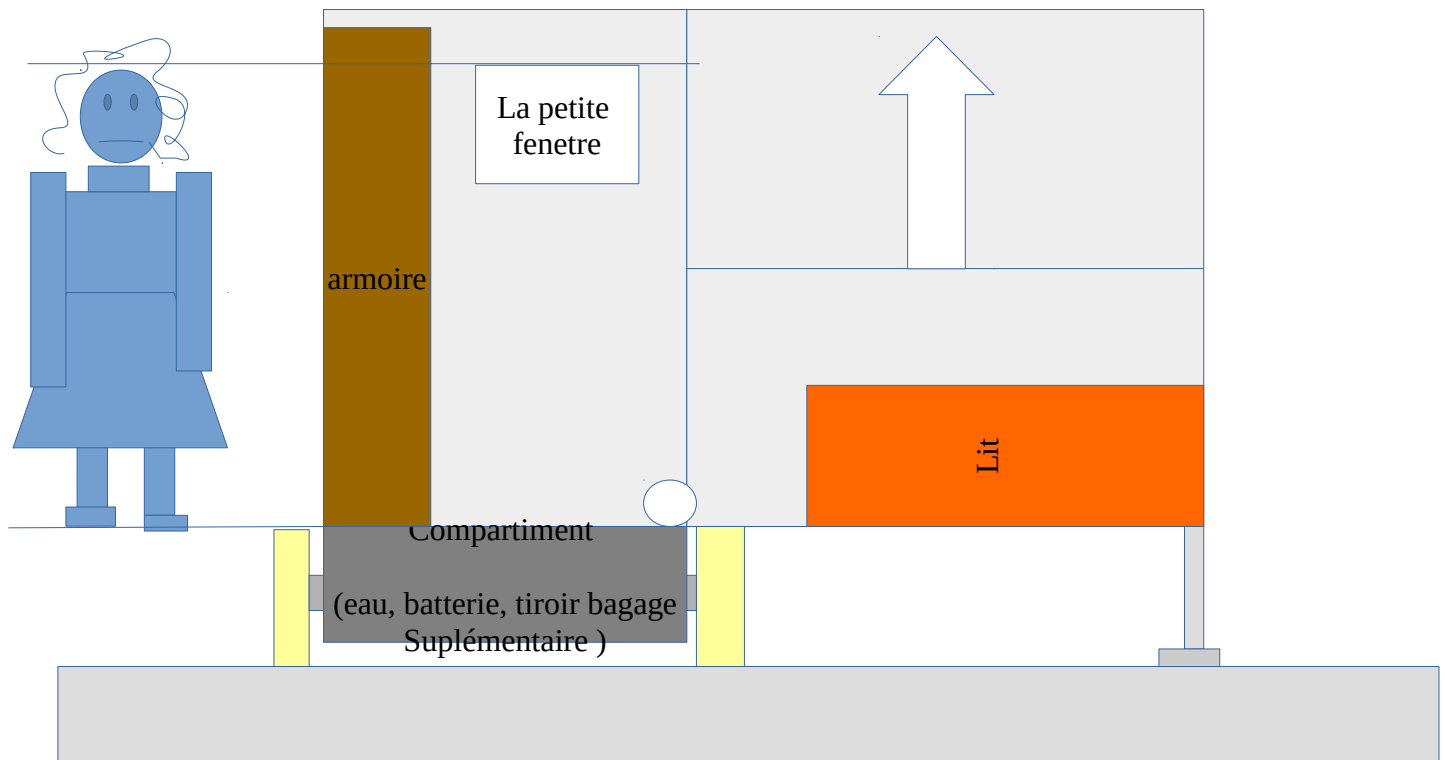 La petite
fenetre
armoire
Lit
Compartiment
(eau, batterie, tiroir bagage
Suplémentaire )